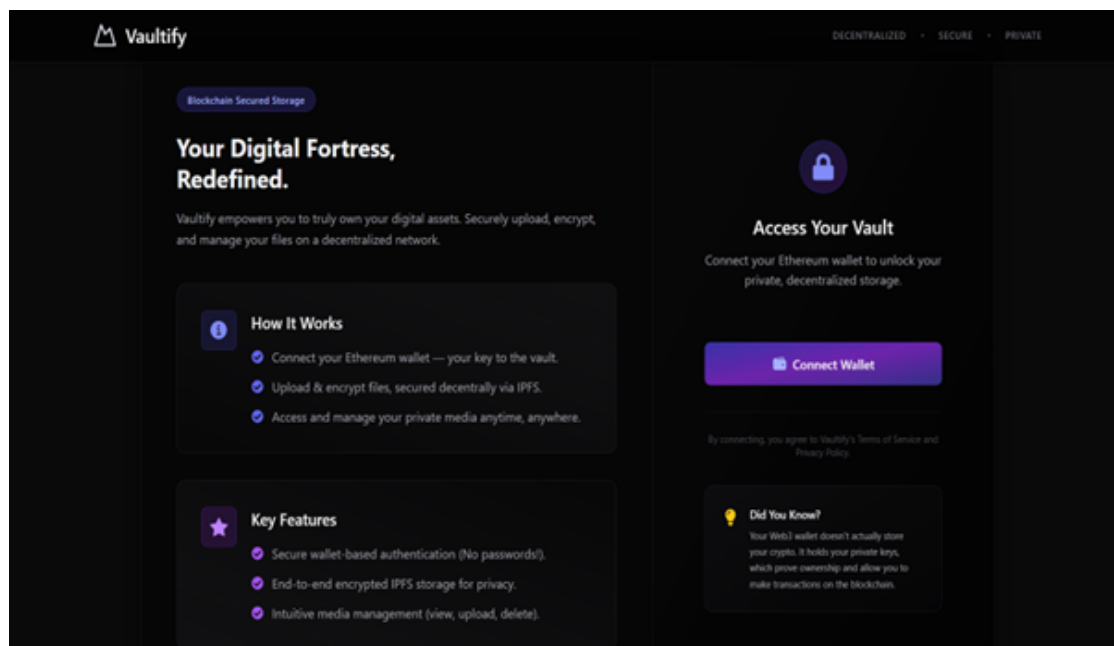 Vaultify
DECENTRALIZED • SECURE • PRIVATE
Blockchain Secured Storage
Your Digital Fortress,
Redefined.
Vaultify empowers you to truly own your digital assets. Securely upload, encrypt,
and manage your files on a decentralized network.
How It Works
Connect your Ethereum wallet — your key to the vault.
Upload & encrypt files, secured decentrally via IPFS.
Access and manage your private media anytime, anywhere.
Key Features
Secure wallet-based authentication (No passwords!).
End-to-end encrypted IPFS storage for privacy.
Intuitive media management (view, upload, delete).
Access Your Vault
Connect your Ethereum wallet to unlock your
private, decentralized storage.
Connect Wallet
By connecting, you agree to Vaultify's Terms of Service and
Privacy Policy.
Did You Know?
Your Web3 wallet doesn't actually store
your crypto. It holds your private keys,
which prove ownership and allow you to
make transactions on the blockchain.